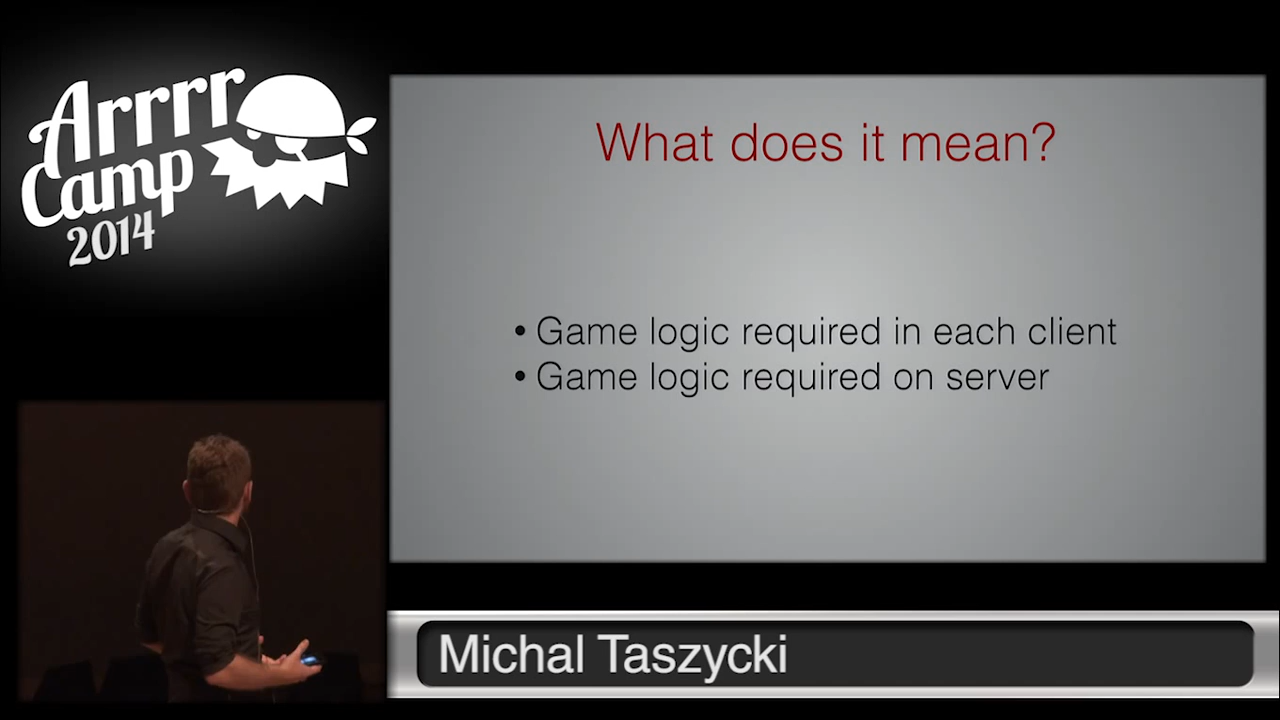 Arrrr
Camp
2014
What does it mean?
• Game logic required in each client
• Game logic required on server
Michal Taszycki